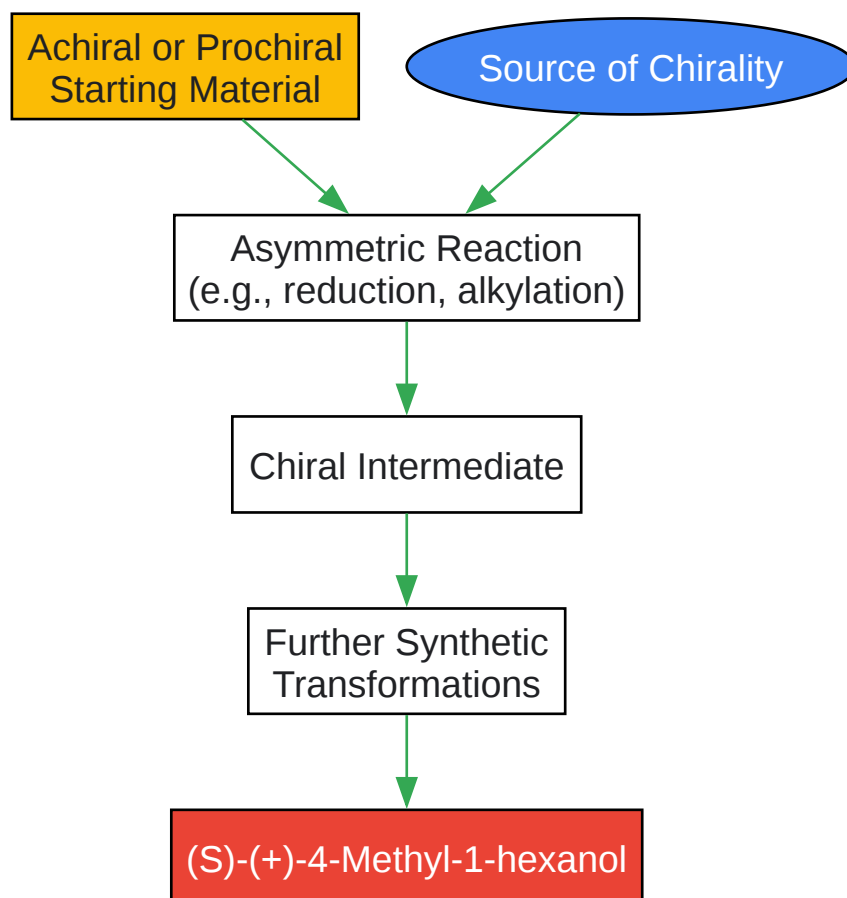 Achiral or Prochiral
Starting Material
Source of Chirality
Asymmetric Reaction
(e.g., reduction, alkylation)
Chiral Intermediate
Further Synthetic
Transformations
(S)-(+)-4-Methyl-1-hexanol